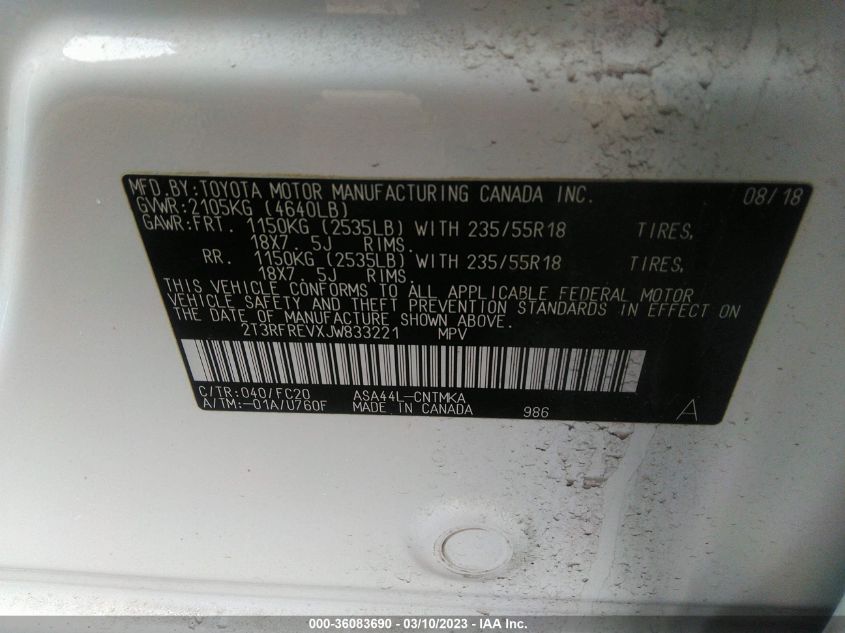 MFD.BY:TOYOTA MOTOR MANUFACTURING CANADA INC. 08/18
GVWR:2105KG (4640LB)
GAWR:FRT. 1150KG (2535LB) WITH 235/55R18 TIRES,
18X7.5J RIMS.
RR. 1150KG (2535LB) WITH 235/55R18 TIRES,
18X7.5J RIMS.
THIS VEHICLE CONFORMS TO ALL APPLICABLE FEDERAL MOTOR
VEHICLE SAFETY AND THEFT PREVENTION STANDARDS IN EFFECT ON
THE DATE OF MANUFACTURE SHOWN ABOVE.
2T3RFREVXJW833221 MPV
C/TR:040/FC20 ASA44L-CNTMKA
A/TM:-01A/U760F MADE IN CANADA 986 A
000-36083690 - 03/10/2023 - IAA Inc.